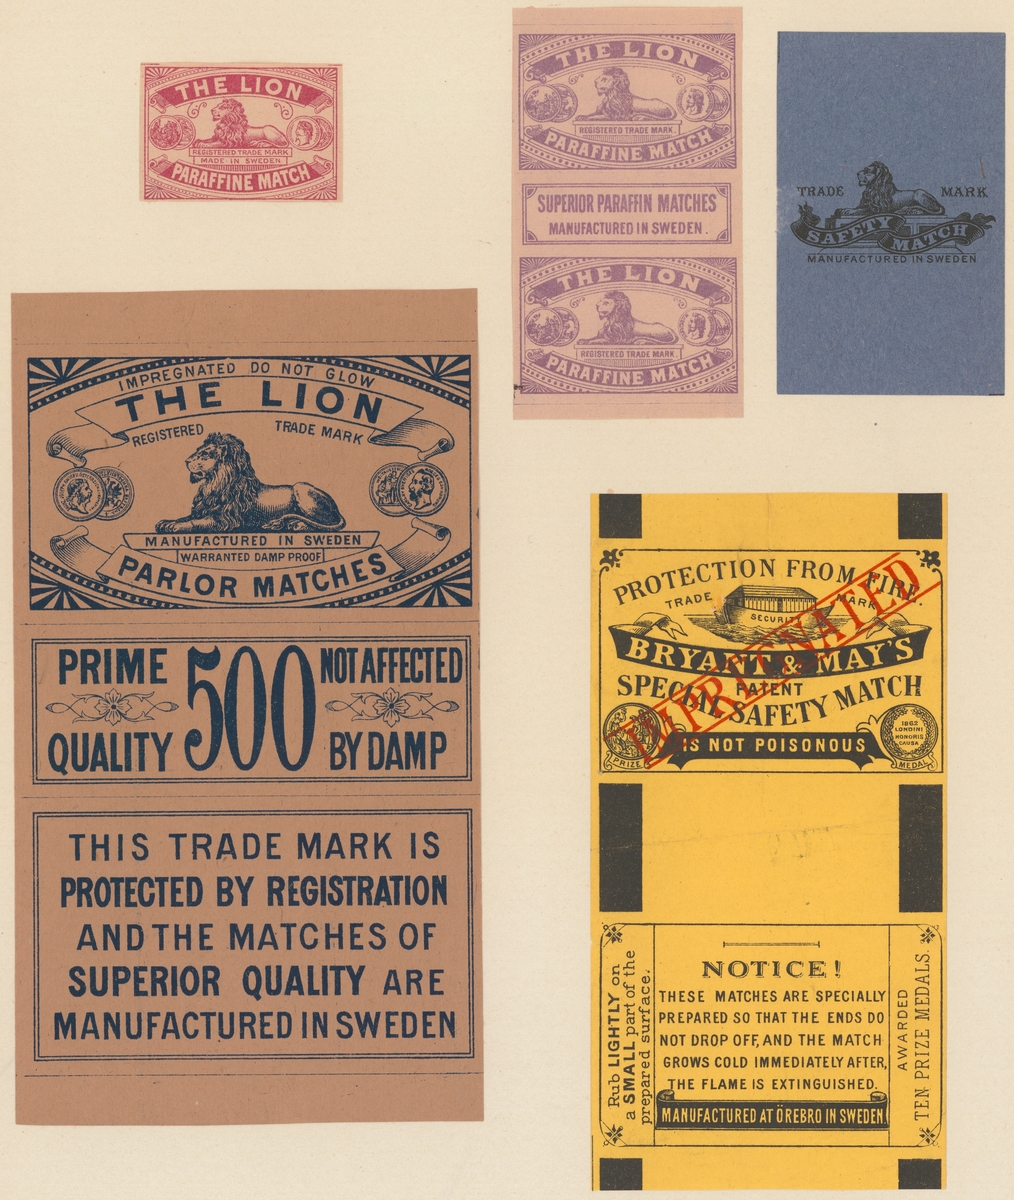 THE LION
REGISTERED TRADE MARK
MADE IN SWEDEN
PARAFFINE MATCH
THE LION
REGISTERED TRADE MARK.
PARAFFINE MATCH
SUPERIOR PARAFFIN MATCHES
MANUFACTURED IN SWEDEN.
THE LION
REGISTERED TRADE MARK
PARAFFINE MATCH
TRADE MARK
SAFETY MATCH
MANUFACTURED IN SWEDEN
IMPREGNATED DO NOT GLOW
THE LION
REGISTERED TRADE MARK
MANUFACTURED IN SWEDEN
WARRANTED DAMP PROOF
PARLOR MATCHES
PRIME QUALITY
500
NOT AFFECTED BY DAMP
THIS TRADE MARK IS
PROTECTED BY REGISTRATION
AND THE MATCHES OF
SUPERIOR QUALITY ARE
MANUFACTURED IN SWEDEN
PROTECTION FROM FIRE.
TRADE MARK
SECURITY
BRYANT & MAY'S
PATENT
SPECIAL SAFETY MATCH
IS NOT POISONOUS
PRIZE
1862
LONDINI
HONORIS
CAUSA
MEDAL
IMPREGNATED
Rub LIGHTLY on
a SMALL part of the
prepared surface.
NOTICE!
THESE MATCHES ARE SPECIALLY
PREPARED SO THAT THE ENDS DO
NOT DROP OFF, AND THE MATCH
GROWS COLD IMMEDIATELY AFTER,
THE FLAME IS EXTINGUISHED.
MANUFACTURED AT ÖREBRO IN SWEDEN.
AWARDED
TEN PRIZE MEDALS.